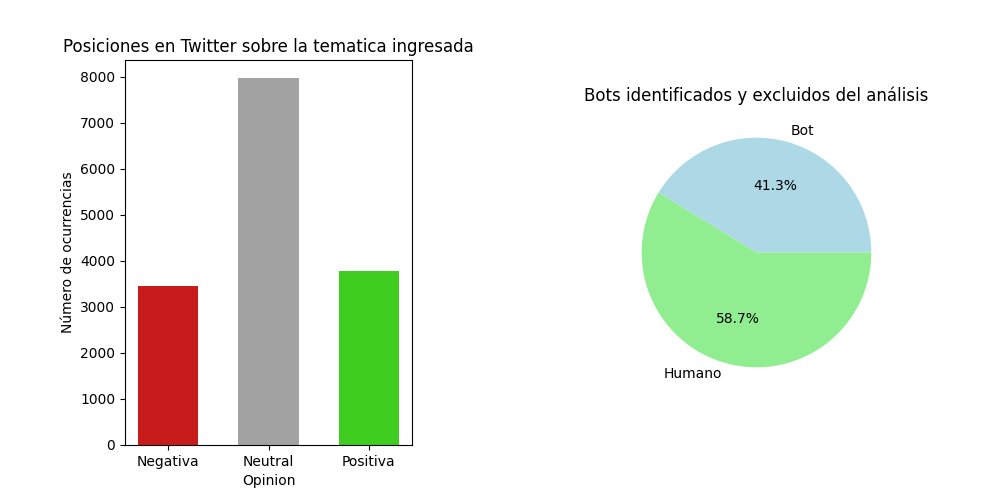 Posiciones en Twitter sobre la tematica ingresada
Número de ocurrencias
8000
7000
6000
5000
4000
3000
2000
1000
0
Negativa
Neutral
Positiva
Opinion
Bots identificados y excluidos del análisis
Bot
41.3%
58.7%
Humano